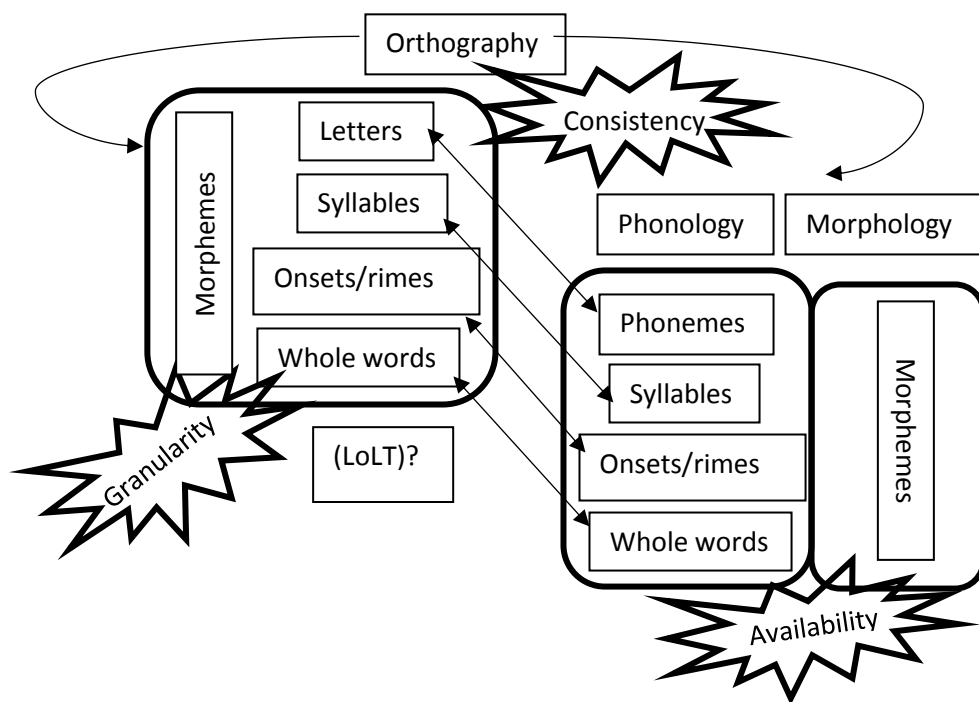 Orthography
Consistency
Morphemes
Letters
Syllables
Onsets/rimes
Whole words
Granularity
(LoLT)?
Phonology
Morphology
Phonemes
Syllables
Onsets/rimes
Whole words
Morphemes
Availability